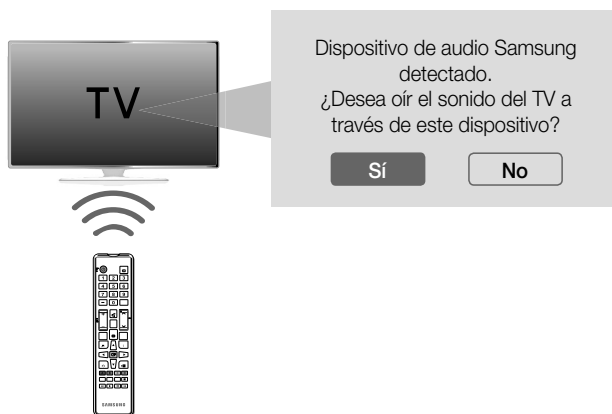 TV
Dispositivo de audio Samsung
detectado.
¿Desea oír el sonido del TV a
través de este dispositivo?
Sí
No
SAMSUNG